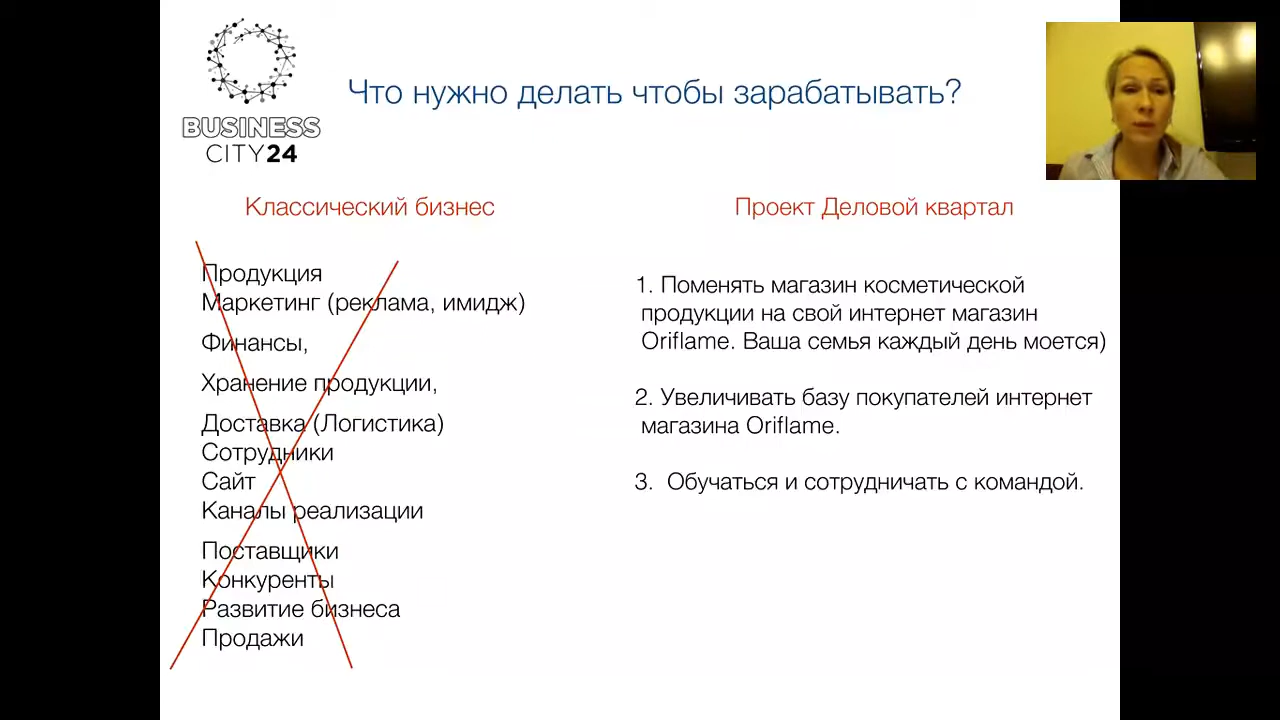 BUSINESS
CITY24
Что нужно делать чтобы зарабатывать?
Классический бизнес
Продукция
Маркетинг (реклама, имидж)
Финансы,
Хранение продукции,
Доставка (Логистика)
Сотрудники
Сайт
Каналы реализации
Поставщики
Конкуренты
Развитие бизнеса
Продажи
Проект Деловой квартал
1. Поменять магазин косметической
продукции на свой интернет магазин
Oriflame. Ваша семья каждый день моется)
2. Увеличивать базу покупателей интернет
магазина Oriflame.
3. Обучаться и сотрудничать с командой.